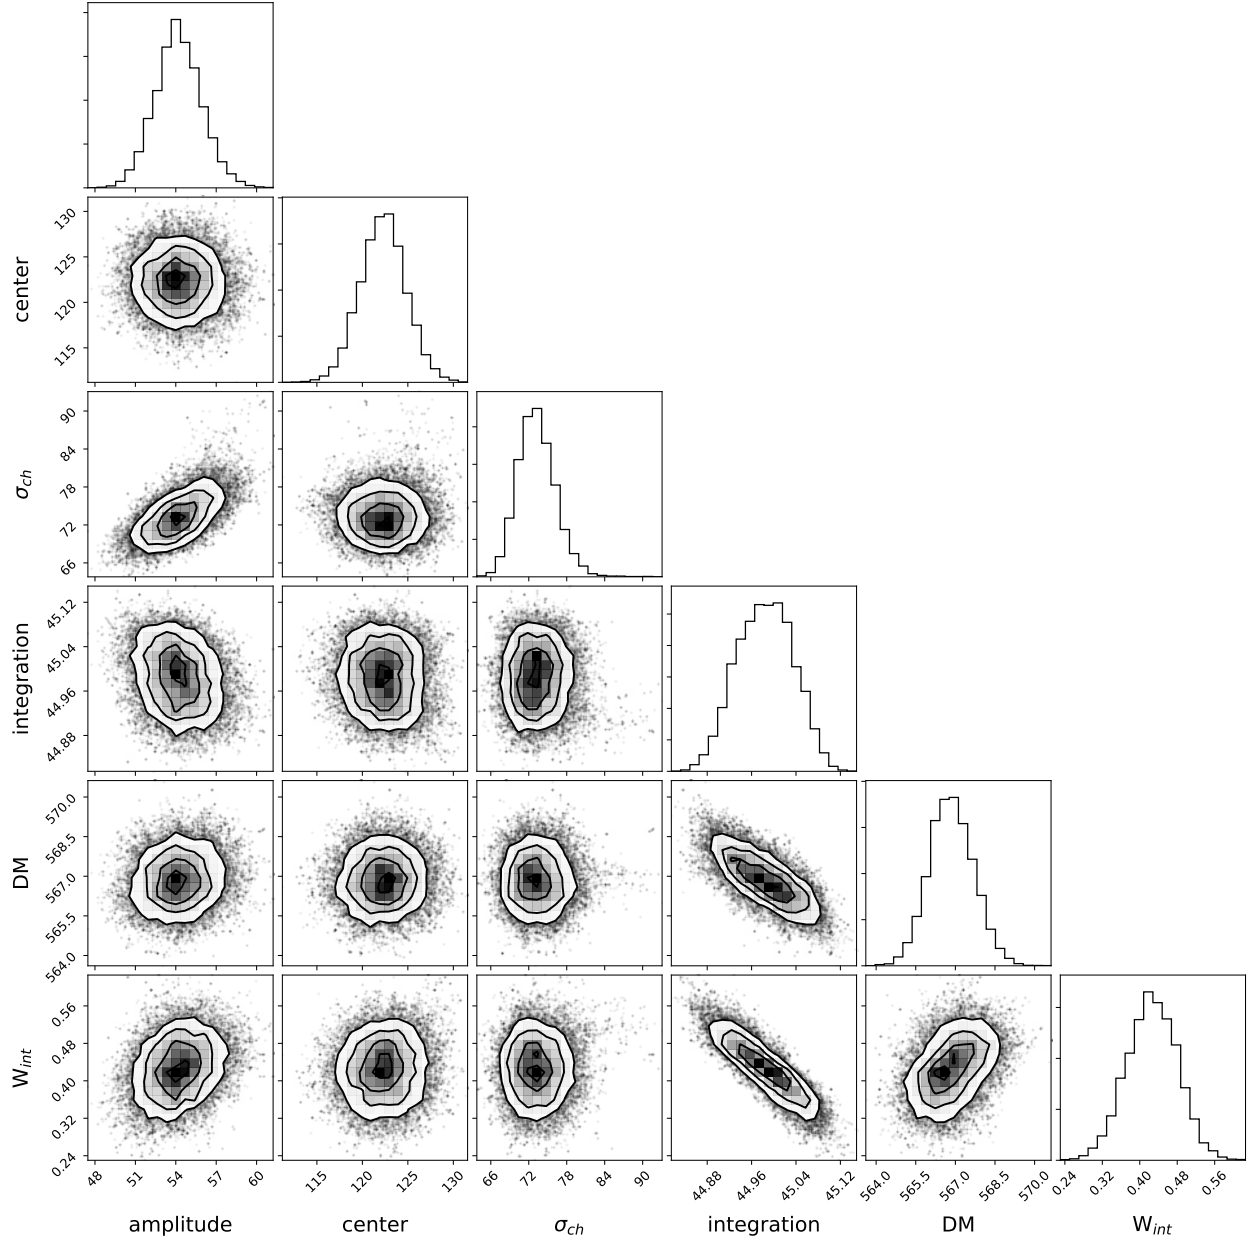 center
130
125
120
115
σch
90
84
78
72
66
integration
45.12
45.04
44.96
44.88
DM
570.0
568.5
567.0
565.5
564.0
Wint
0.56
0.48
0.40
0.32
0.24
48 51 54 57 60
115 120 125 130
66 72 78 84 90
44.88 44.96 45.04 45.12
564.0 565.5 567.0 568.5 570.0
0.24 0.32 0.40 0.48 0.56
amplitude center σch integration DM Wint